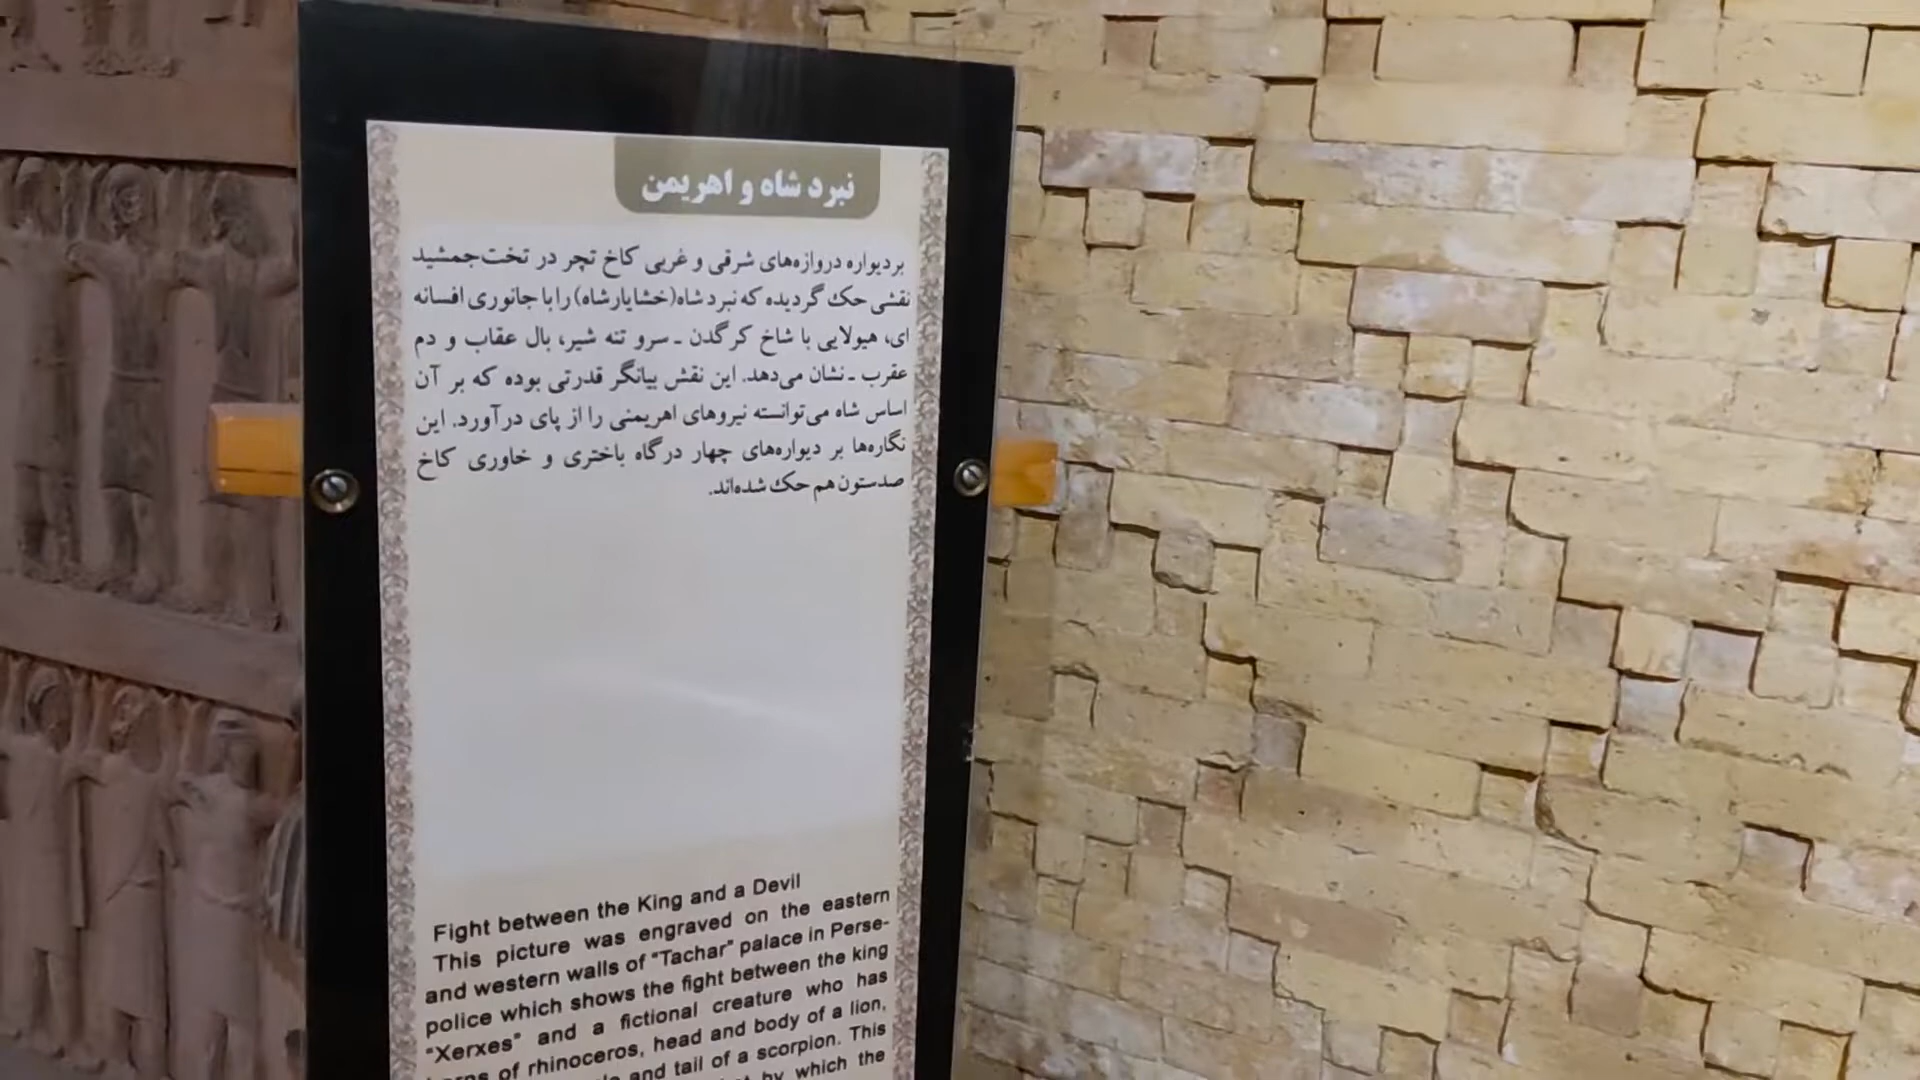 نبرد شاه و اهریمن
بردیواره دروازه‌های شرقی و غربی کاخ تچر در تخت‌جمشید
نقشی حک گردیده که نبرد شاه(خشایارشاه) را با جانوری افسانه
ای، هیولایی با شاخ کرگدن ـ سرو تنه شیر، بال عقاب و دم
عقرب ـ نشان می‌دهد. این نقش بیانگر قدرتی بوده که بر آن
اساس شاه می‌توانسته نیروهای اهریمنی را از پای درآورد. این
نگاره‌ها بر دیواره‌های چهار درگاه باختری و خاوری کاخ
صدستون هم حک شده‌اند.
Fight between the King and a Devil
This picture was engraved on the eastern
and western walls of “Tachar” palace in Perse-
police which shows the fight between the king
“Xerxes” and a fictional creature who has
of rhinoceros, head and body of a lion,
and tail of a scorpion. This
by which the